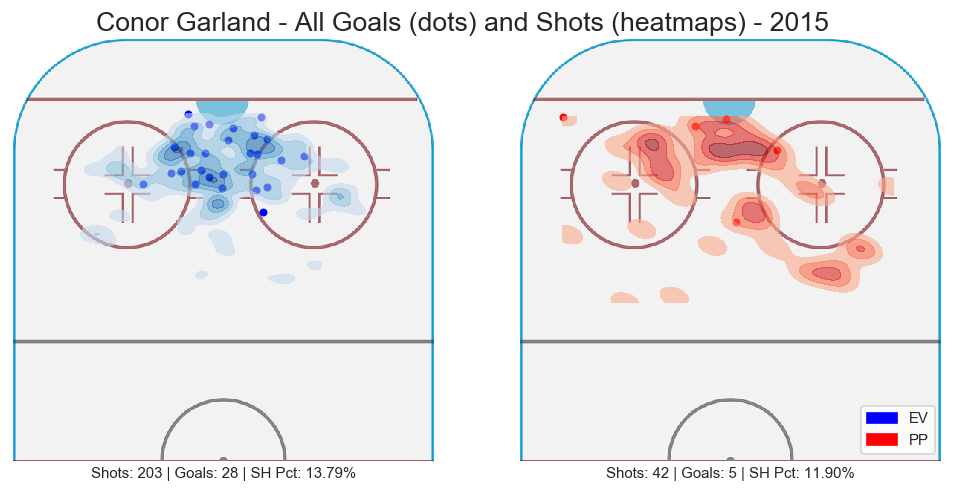 Conor Garland - All Goals (dots) and Shots (heatmaps) - 2015
EV
PP
Shots: 203 | Goals: 28 | SH Pct: 13.79%
Shots: 42 | Goals: 5 | SH Pct: 11.90%